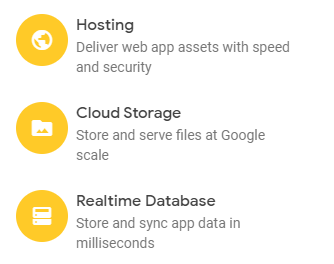 Hosting
Deliver web app assets with speed
and security
Cloud Storage
Store and serve files at Google
scale
Realtime Database
Store and sync app data in
milliseconds